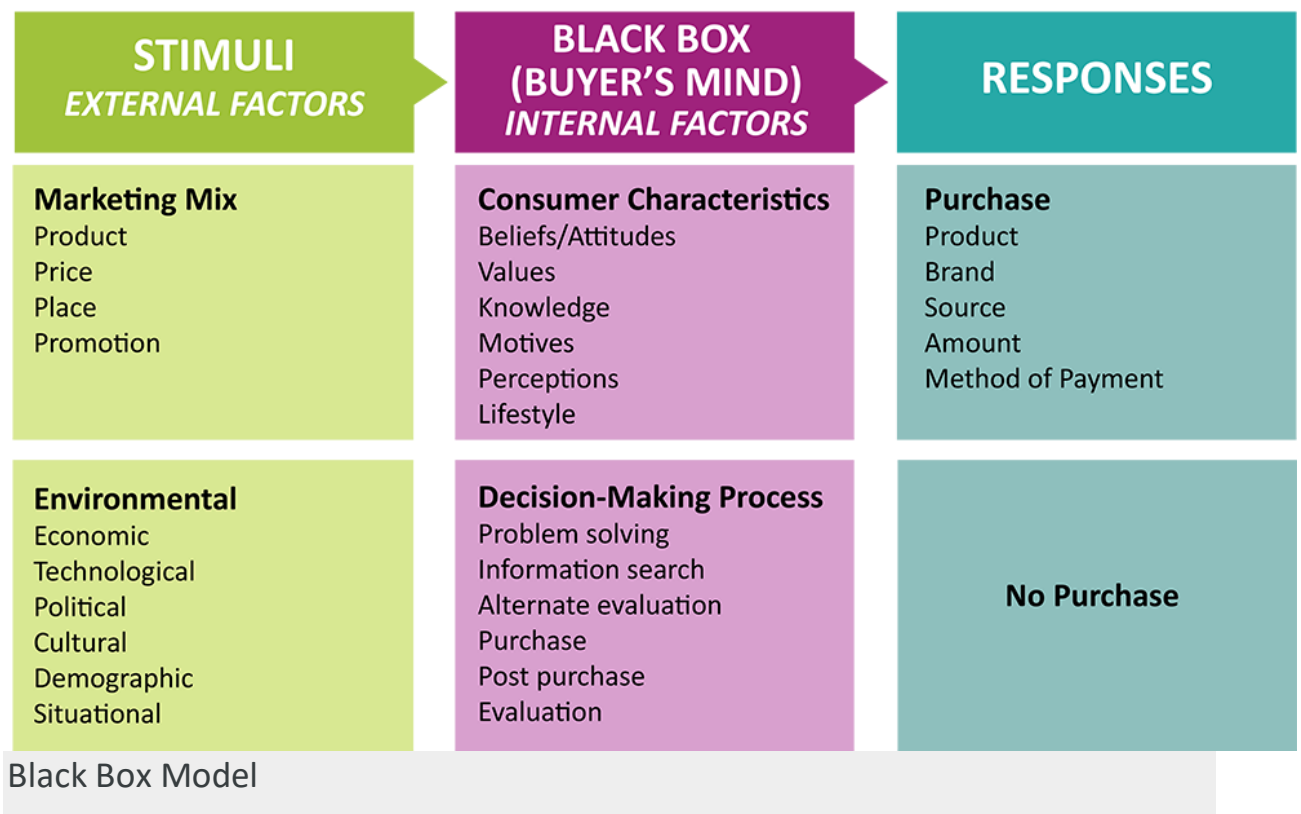 STIMULI
EXTERNAL FACTORS
BLACK BOX
(BUYER’S MIND)
INTERNAL FACTORS
RESPONSES
Marketing Mix
Product
Price
Place
Promotion
Consumer Characteristics
Beliefs/Attitudes
Values
Knowledge
Motives
Perceptions
Lifestyle
Purchase
Product
Brand
Source
Amount
Method of Payment
Environmental
Economic
Technological
Political
Cultural
Demographic
Situational
Decision-Making Process
Problem solving
Information search
Alternate evaluation
Purchase
Post purchase
Evaluation
No Purchase
Black Box Model